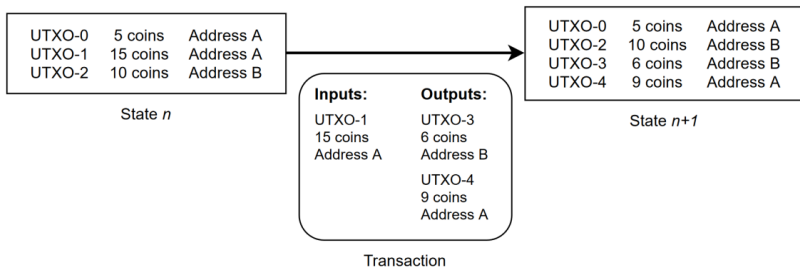 UTXO-0 5 coins Address A
UTXO-1 15 coins Address A
UTXO-2 10 coins Address B
State n
Inputs:
UTXO-1
15 coins
Address A
Outputs:
UTXO-3
6 coins
Address B
UTXO-4
9 coins
Address A
Transaction
UTXO-0 5 coins Address A
UTXO-2 10 coins Address B
UTXO-3 6 coins Address B
UTXO-4 9 coins Address A
State n+1